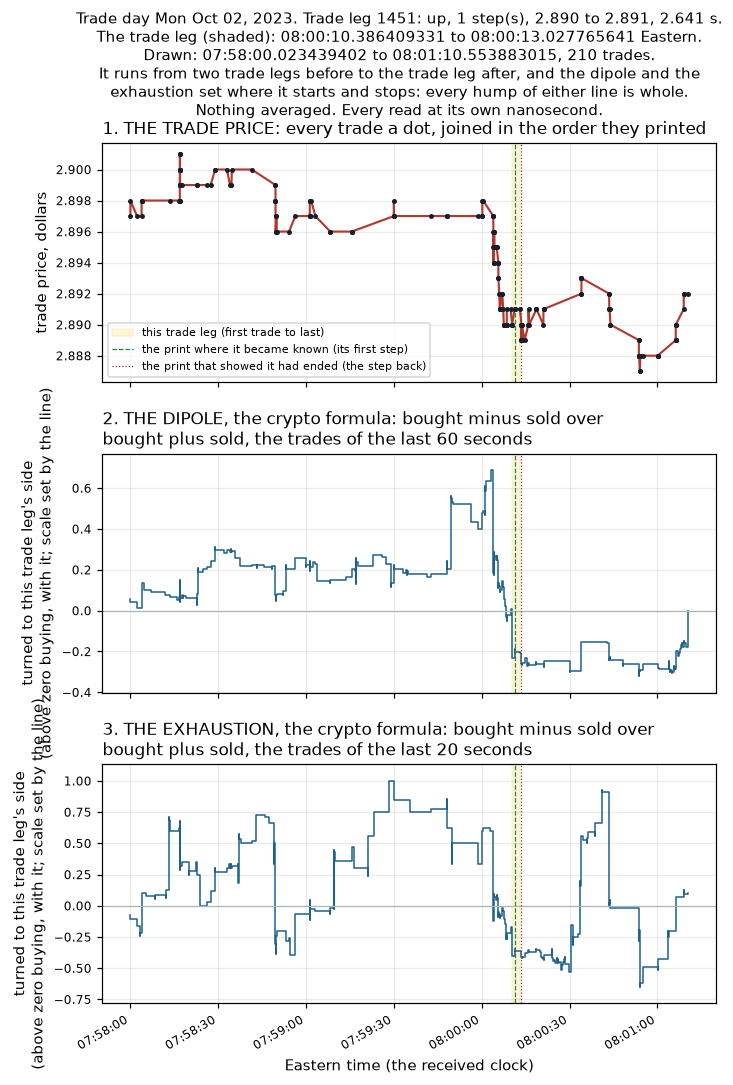 Trade day Mon Oct 02, 2023. Trade leg 1451: up, 1 step(s), 2.890 to 2.891, 2.641 s.
The trade leg (shaded): 08:00:10.386409331 to 08:00:13.027765641 Eastern.
Drawn: 07:58:00.023439402 to 08:01:10.553883015, 210 trades.
It runs from two trade legs before to the trade leg after, and the dipole and the
exhaustion set where it starts and stops: every hump of either line is whole.
Nothing averaged. Every read at its own nanosecond.
1. THE TRADE PRICE: every trade a dot, joined in the order they printed
trade price, dollars
2.900
2.898
2.896
2.894
2.892
2.890
2.888
this trade leg (first trade to last)
the print where it became known (its first step)
the print that showed it had ended (the step back)
2. THE DIPOLE, the crypto formula: bought minus sold over
bought plus sold, the trades of the last 60 seconds
turned to this trade leg's side
(above zero buying, with it; scale set by the line)
0.6
0.4
0.2
0.0
−0.2
−0.4
3. THE EXHAUSTION, the crypto formula: bought minus sold over
bought plus sold, the trades of the last 20 seconds
turned to this trade leg's side
(above zero buying, with it; scale set by the line)
1.00
0.75
0.50
0.25
0.00
−0.25
−0.50
−0.75
07:58:00
07:58:30
07:59:00
07:59:30
08:00:00
08:00:30
08:01:00
Eastern time (the received clock)